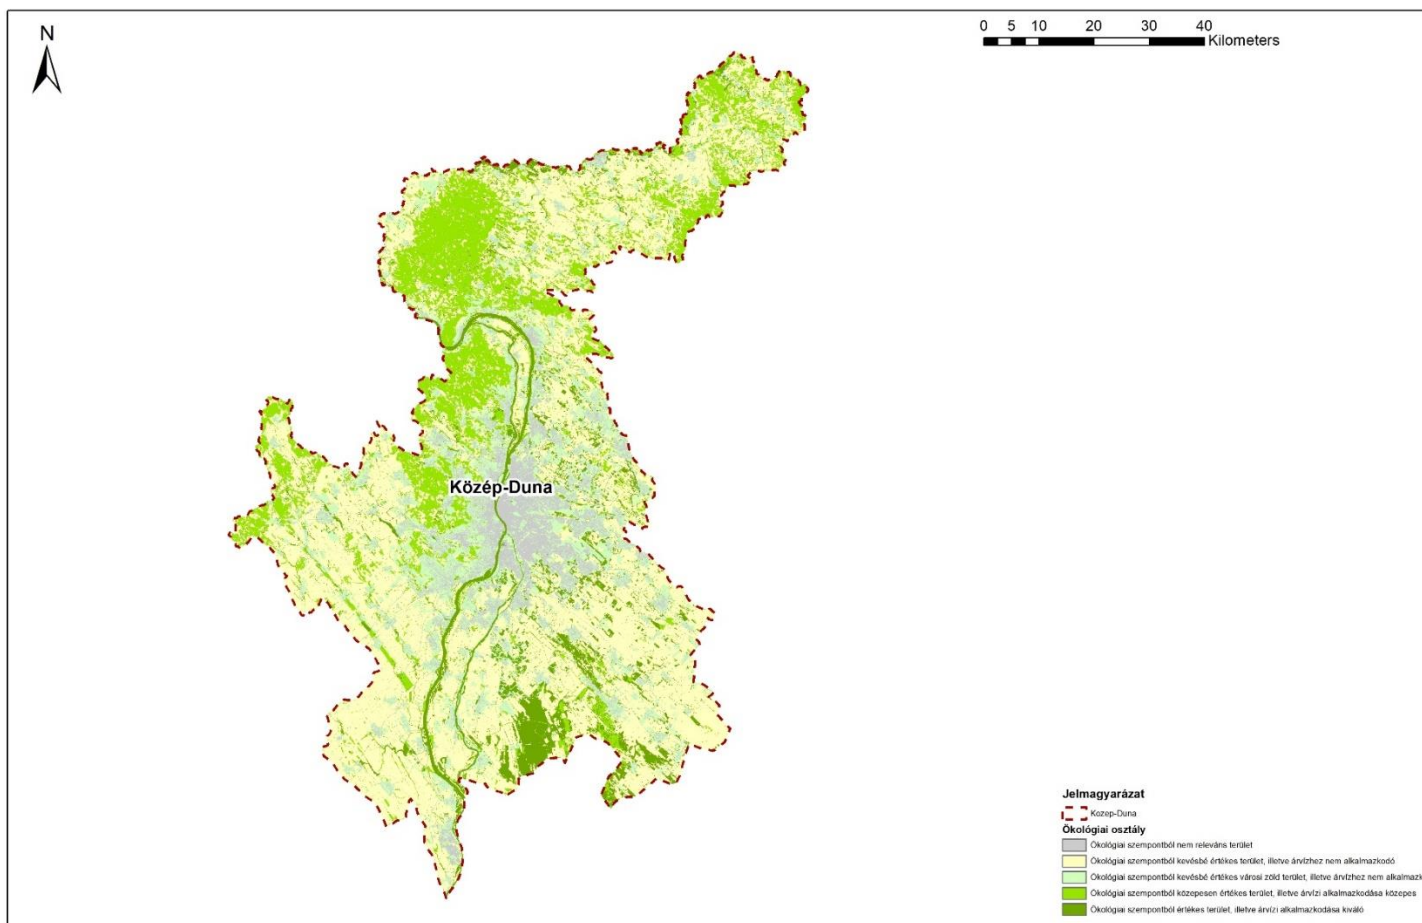 N
0 5 10 20 30 40
Kilometers
Közép-Duna
Jelmagyarázat
Kozep-Duna
Ökológiai osztály
Ökológiai szempontból nem releváns terület
Ökológiai szempontból kevésbé értékes terület, illetve árvízhez nem alkalmazkodó
Ökológiai szempontból kevésbé értékes városi zöld terület, illetve árvízhez nem alkalmazk
Ökológiai szempontból közepesen értékes terület, illetve árvízi alkalmazkodása közepes
Ökológiai szempontból értékes terület, illetve árvízi alkalmazkodása kiváló